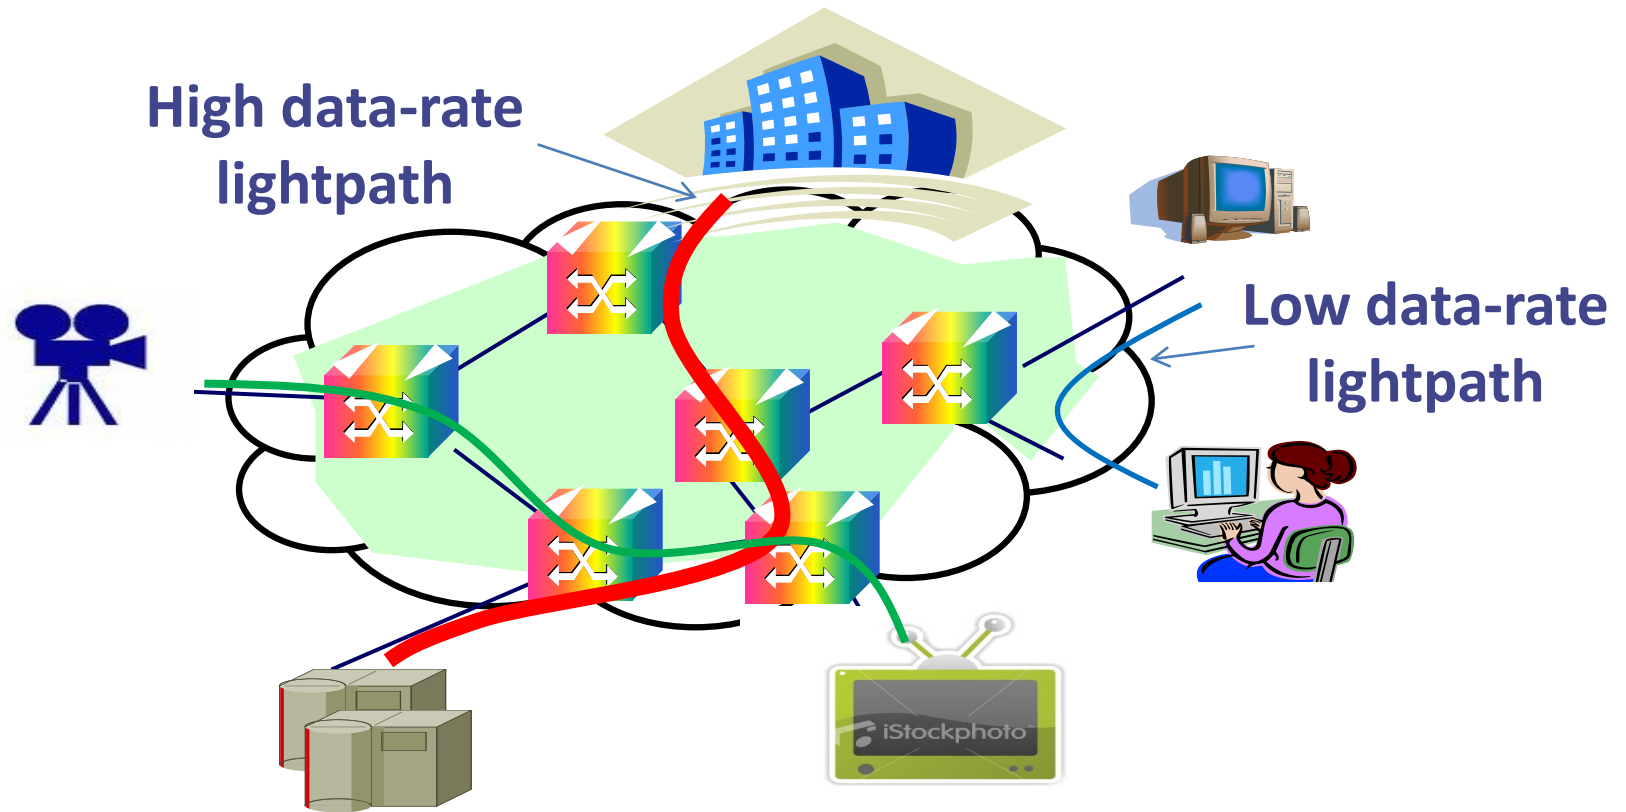 High data-rate
lightpath
Low data-rate
lightpath
iStockphoto